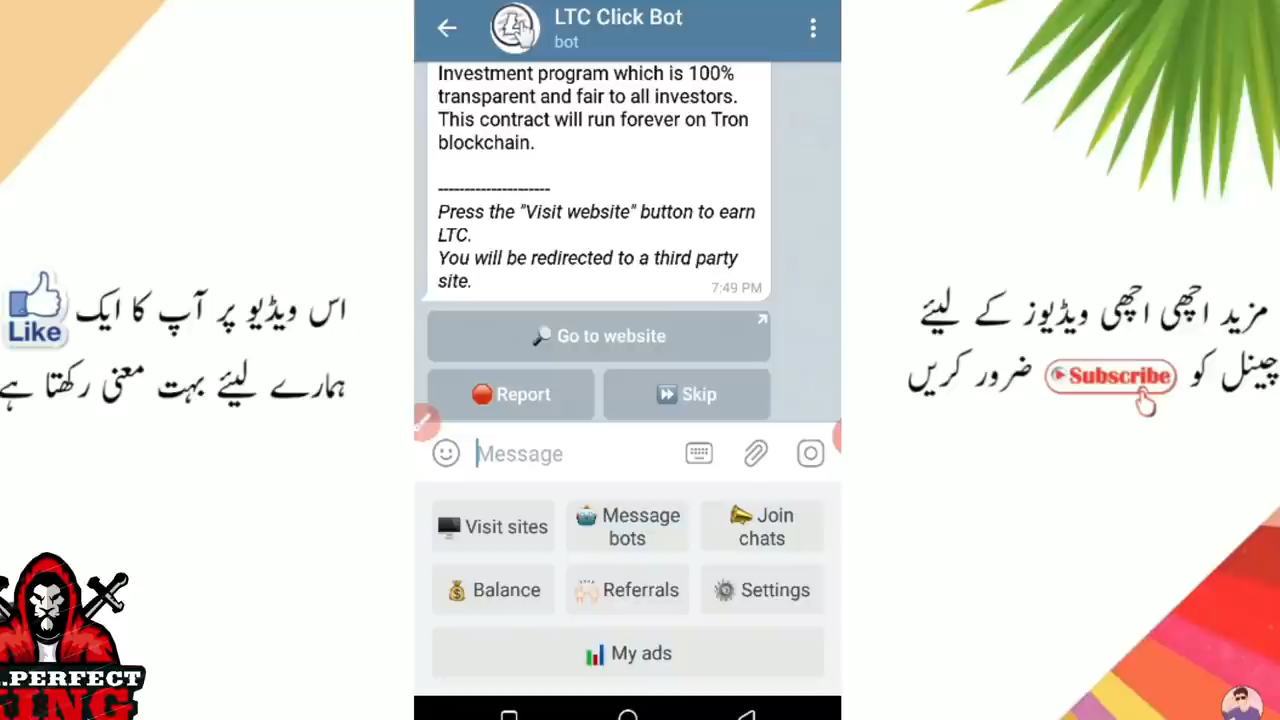 LTC Click Bot
bot
Investment program which is 100%
transparent and fair to all investors.
This contract will run forever on Tron
blockchain.
---------------------
Press the "Visit website" button to earn
LTC.
You will be redirected to a third party
site.
7:49 PM
Go to website
Report
Skip
Message
Visit sites
Message
bots
Join
chats
Balance
Referrals
Settings
My ads
اس ویڈیو پر آپ کا ایک Like
ہمارے لیئے بہت معنی رکھتا ہے
مزید اچھی اچھی ویڈیوز کے لیئے
چینل کو Subscribe ضرور کریں
.PERFECT
KING